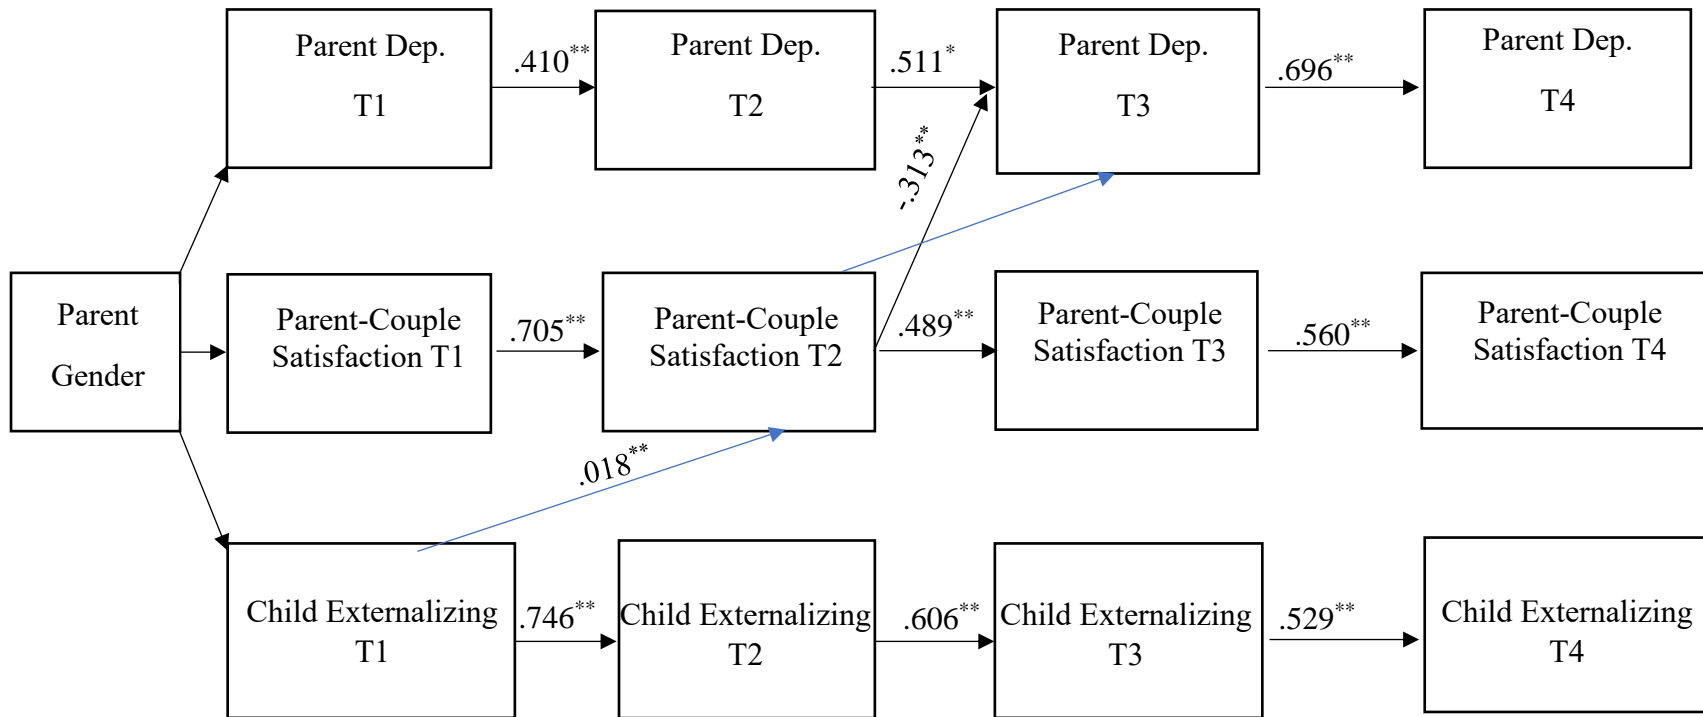 Parent Dep.
T1
.410**
Parent Dep.
T2
.511*
Parent Dep.
T3
.696**
Parent Dep.
T4
-.313**
Parent
Gender
Parent-Couple
Satisfaction T1
.705**
Parent-Couple
Satisfaction T2
.489**
Parent-Couple
Satisfaction T3
.560**
Parent-Couple
Satisfaction T4
.018**
Child Externalizing
T1
.746**
Child Externalizing
T2
.606**
Child Externalizing
T3
.529**
Child Externalizing
T4